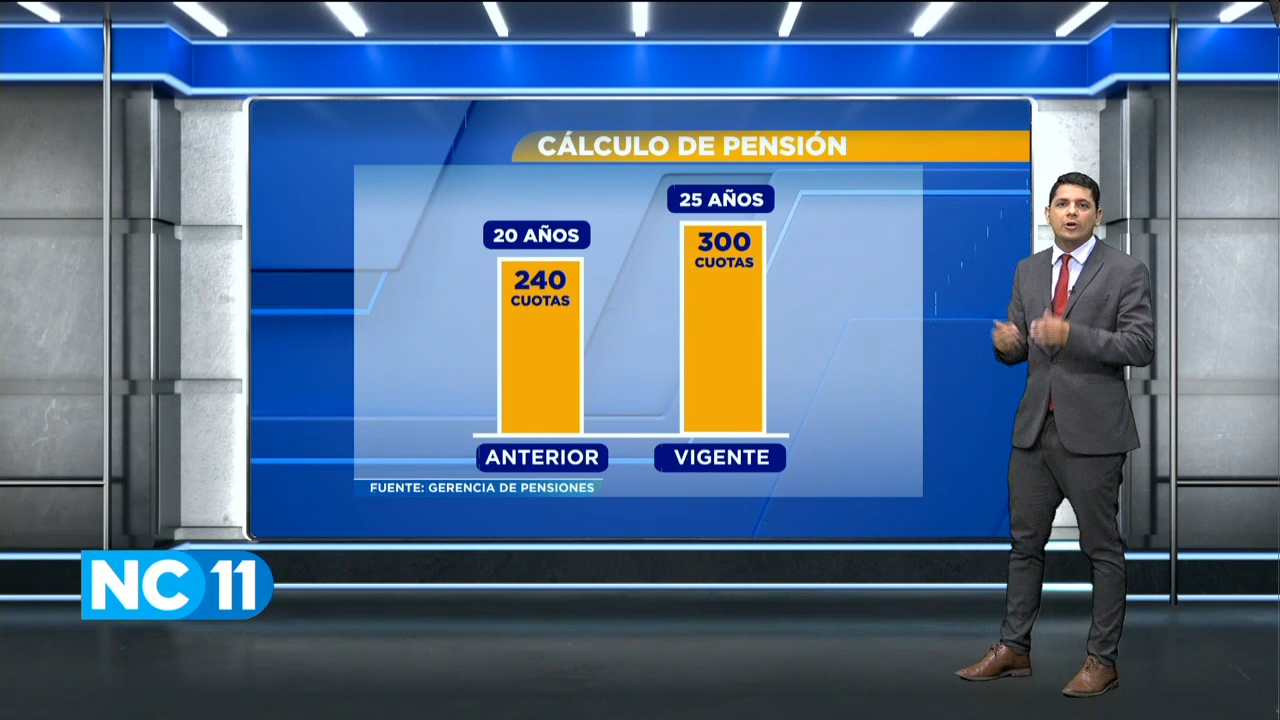 CÁLCULO DE PENSIÓN
25 AÑOS
20 AÑOS
300
CUOTAS
240
CUOTAS
ANTERIOR
VIGENTE
FUENTE: GERENCIA DE PENSIONES
NC 11